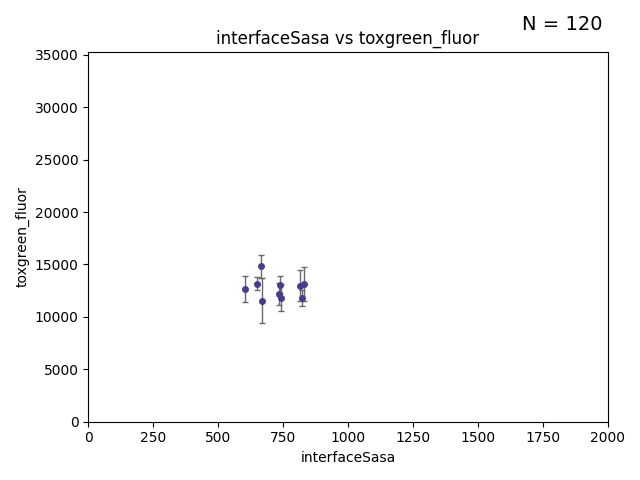 N = 120
interfaceSasa vs toxgreen_fluor
35000
30000
25000
20000
15000
10000
5000
0
toxgreen_fluor
0 250 500 750 1000 1250 1500 1750 2000
interfaceSasa